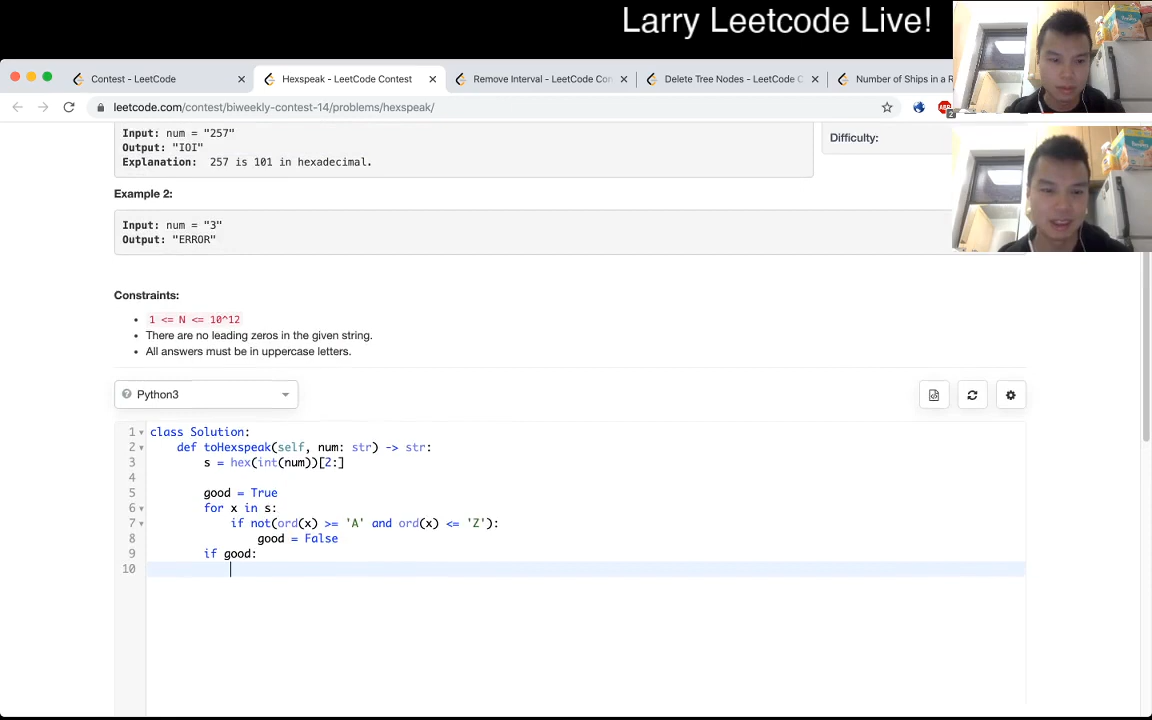 Larry Leetcode Live!
Contest - LeetCode
Hexspeak - LeetCode Contest
Remove Interval - LeetCode Con
Delete Tree Nodes - LeetCode C
Number of Ships in a R
leetcode.com/contest/biweekly-contest-14/problems/hexspeak/
Input: num = "257"
Output: "IOI"
Explanation:  257 is 101 in hexadecimal.
Difficulty:
Example 2:
Input: num = "3"
Output: "ERROR"
Constraints:
1 <= N <= 10^12
There are no leading zeros in the given string.
All answers must be in uppercase letters.
Python3
1 class Solution:
2     def toHexspeak(self, num: str) -> str:
3         s = hex(int(num))[2:]
4
5         good = True
6         for x in s:
7             if not(ord(x) >= 'A' and ord(x) <= 'Z'):
8                 good = False
9         if good:
10